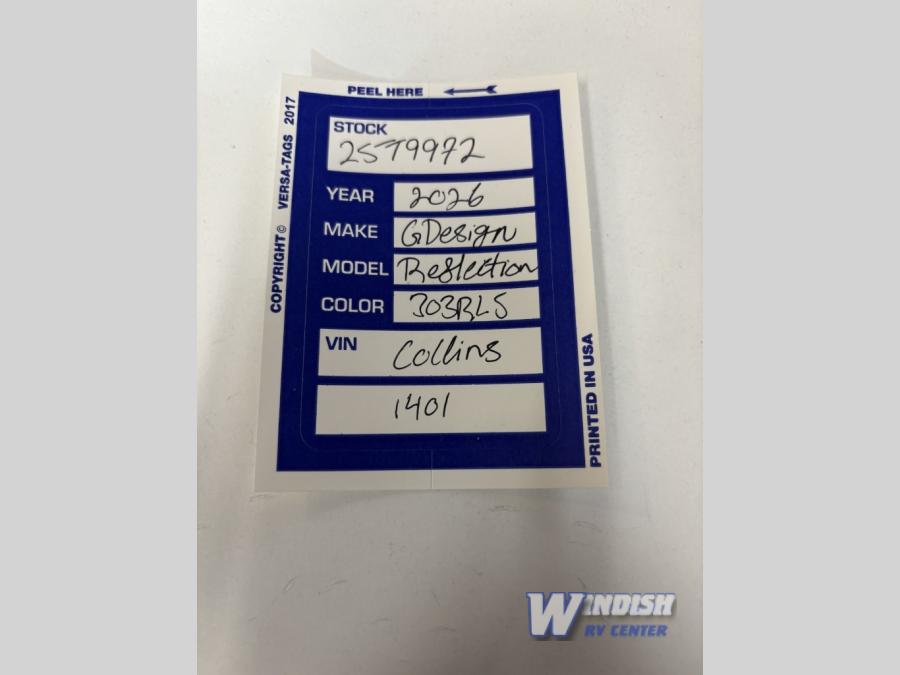 PEEL HERE
COPYRIGHT© VERSA-TAGS 2017
STOCK
25T9972
YEAR 2026
MAKE GDesign
MODEL Reflection
COLOR 303RLS
VIN Collins
1401
PRINTED IN USA
WINDISH
RV CENTER